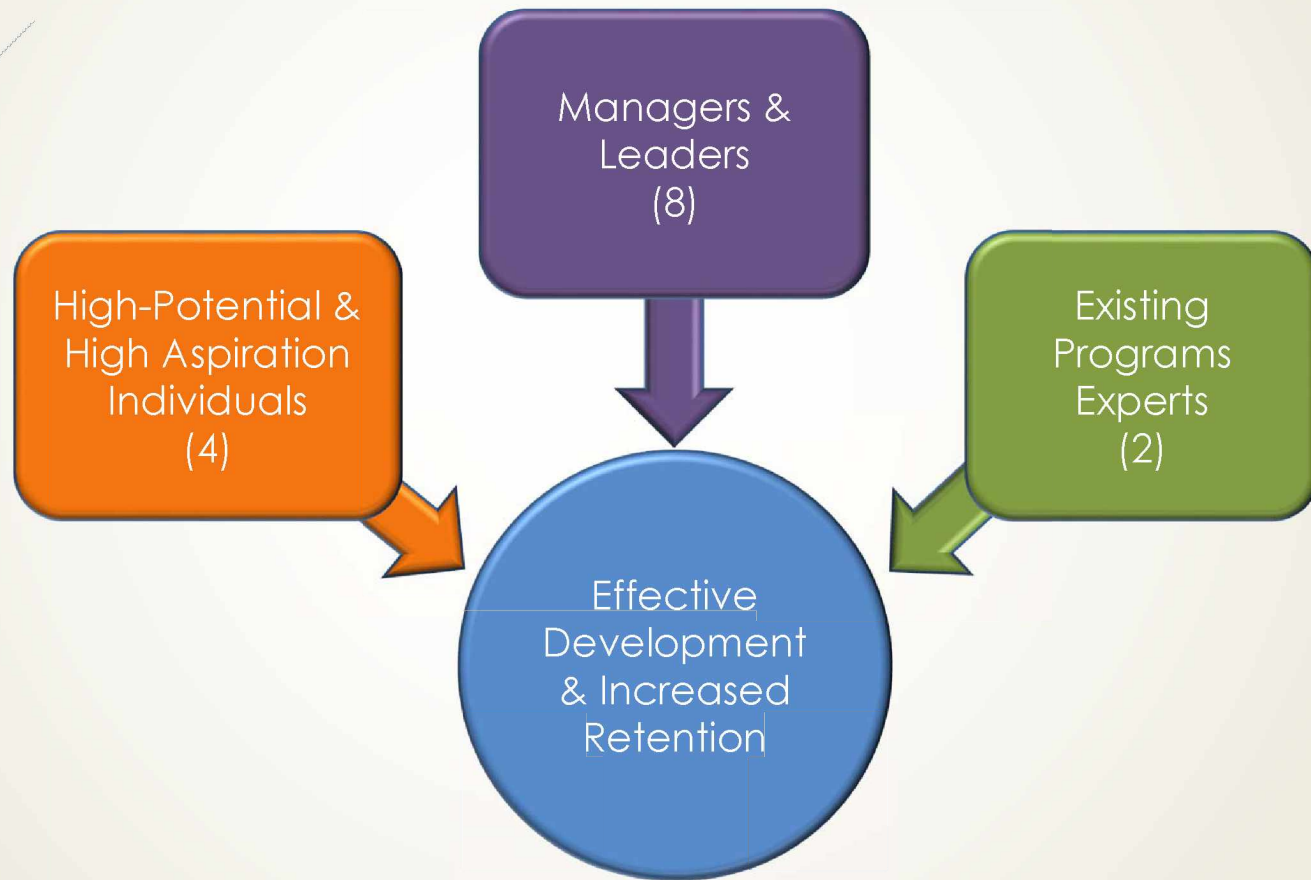 Managers &
Leaders
(8)
High-Potential &
High Aspiration
Individuals
(4)
Existing
Programs
Experts
(2)
Effective
Development
& Increased
Retention